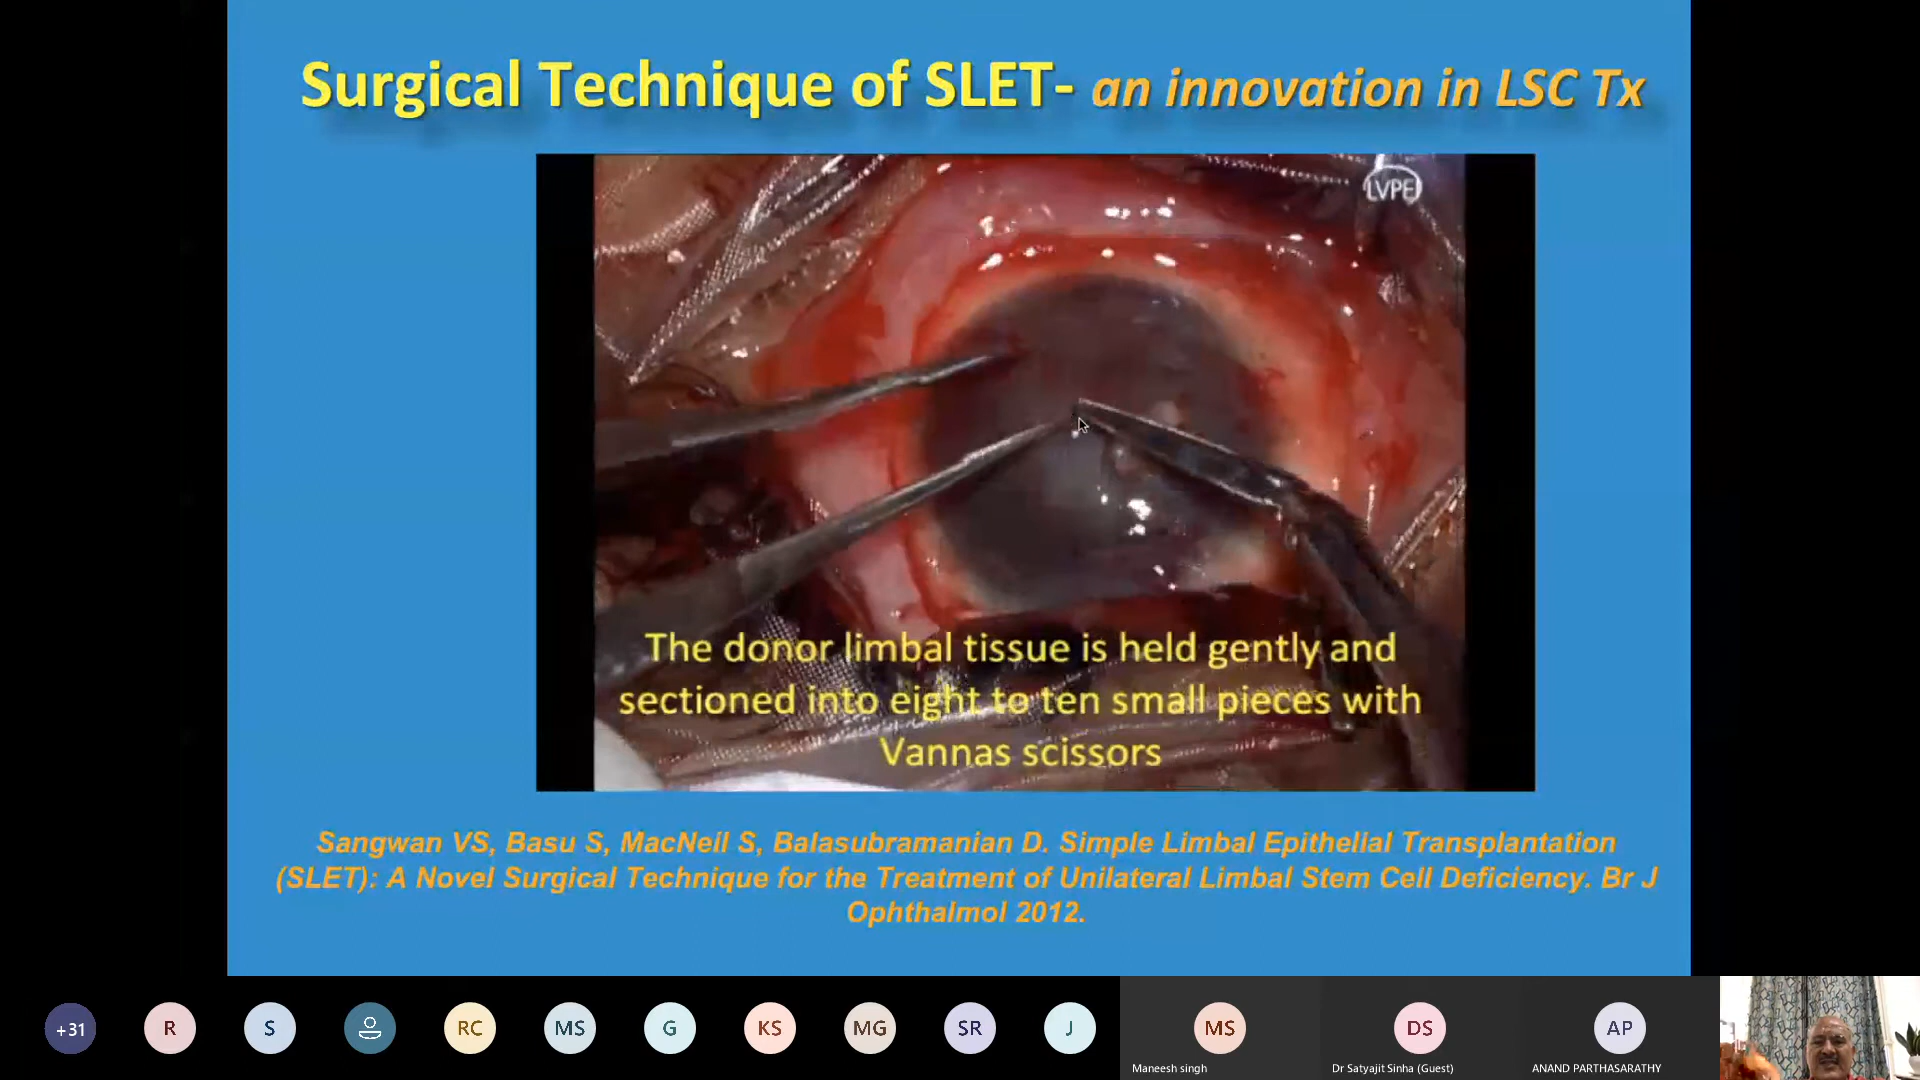 Surgical Technique of SLET- an innovation in LSC Tx
LVPEI
The donor limbal tissue is held gently and
sectioned into eight to ten small pieces with
Vannas scissors
Sangwan VS, Basu S, MacNeil S, Balasubramanian D. Simple Limbal Epithelial Transplantation
(SLET): A Novel Surgical Technique for the Treatment of Unilateral Limbal Stem Cell Deficiency. Br J
Ophthalmol 2012.
+31
R
S
RC
MS
G
KS
MG
SR
J
MS
DS
AP
Maneesh singh
Dr Satyajit Sinha (Guest)
ANAND PARTHASARATHY